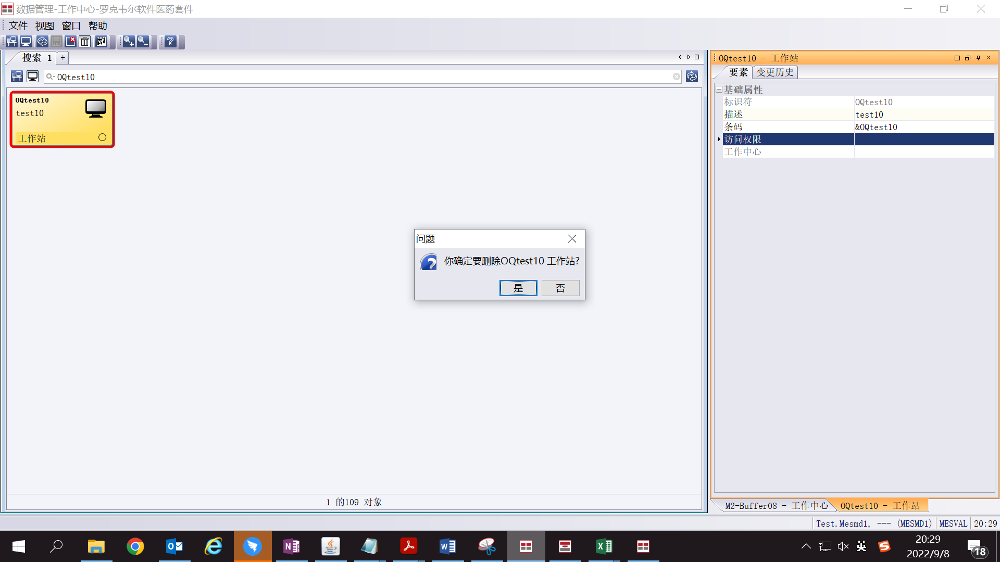 数据管理-工作中心-罗克韦尔软件医药套件
文件 视图 窗口 帮助
搜索 1 +
OQtest10
OQtest10
test10
工作站
1 的109 对象
问题
你确定要删除OQtest10 工作站?
是 否
OQtest10 - 工作站
要素 变更历史
基础属性
标识符 OQtest10
描述 test10
条码 &OQtest10
访问权限
工作中心
M2-Buffer08 - 工作中心 OQtest10 - 工作站
Test.Mesmd1, --- (MESMD1) MESVAL 20:29
英
20:29
2022/9/8
18